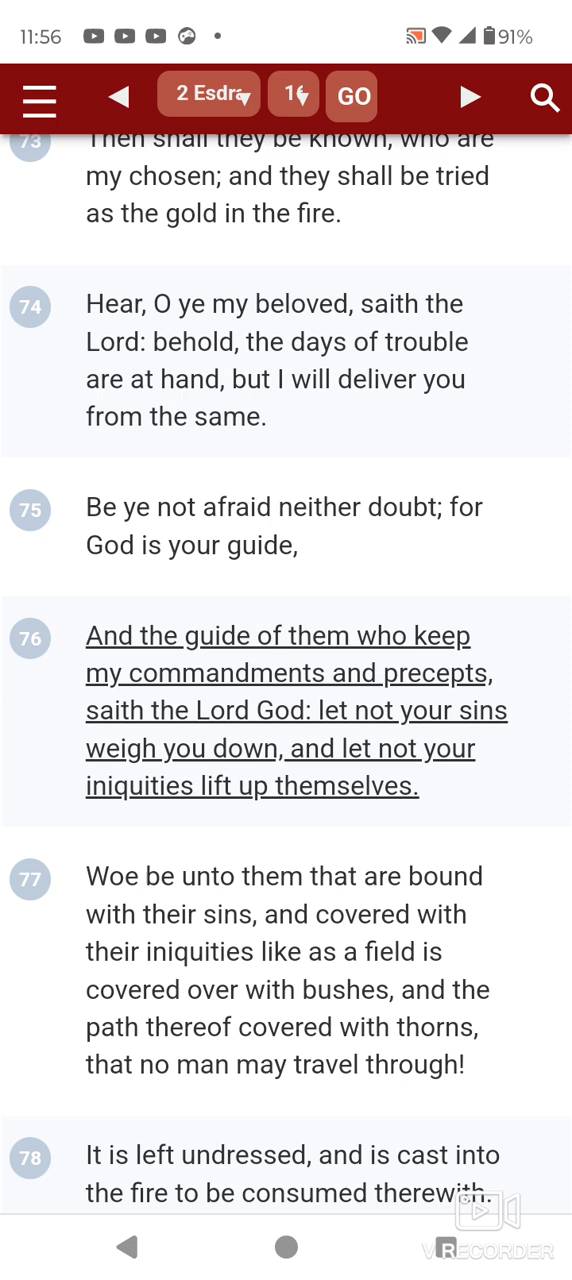 11:56
91%
2 Esdra
16
GO
73
Then shall they be known, who are
my chosen; and they shall be tried
as the gold in the fire.
74
Hear, O ye my beloved, saith the
Lord: behold, the days of trouble
are at hand, but I will deliver you
from the same.
75
Be ye not afraid neither doubt; for
God is your guide,
76
And the guide of them who keep
my commandments and precepts,
saith the Lord God: let not your sins
weigh you down, and let not your
iniquities lift up themselves.
77
Woe be unto them that are bound
with their sins, and covered with
their iniquities like as a field is
covered over with bushes, and the
path thereof covered with thorns,
that no man may travel through!
78
It is left undressed, and is cast into
the fire to be consumed therewith.
VRECORDER